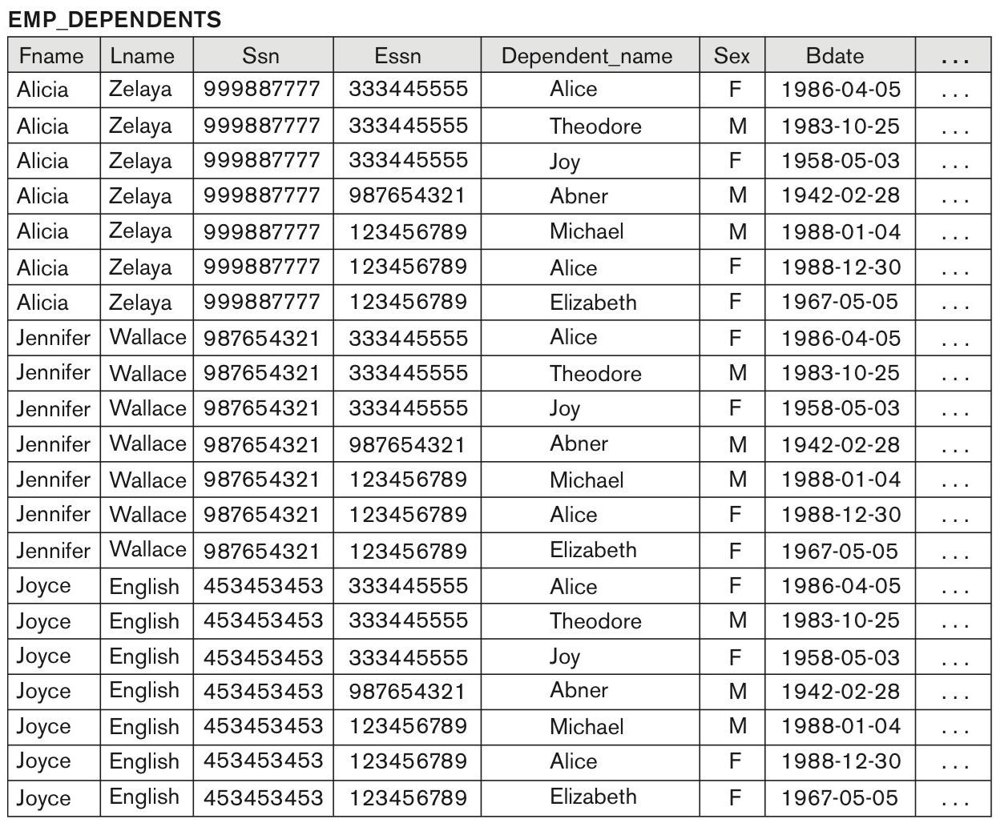 EMP_DEPENDENTS
Fname Lname Ssn Essn Dependent_name Sex Bdate ...
Alicia Zelaya 999887777 333445555 Alice F 1986-04-05 ...
Alicia Zelaya 999887777 333445555 Theodore M 1983-10-25 ...
Alicia Zelaya 999887777 333445555 Joy F 1958-05-03 ...
Alicia Zelaya 999887777 987654321 Abner M 1942-02-28 ...
Alicia Zelaya 999887777 123456789 Michael M 1988-01-04 ...
Alicia Zelaya 999887777 123456789 Alice F 1988-12-30 ...
Alicia Zelaya 999887777 123456789 Elizabeth F 1967-05-05 ...
Jennifer Wallace 987654321 333445555 Alice F 1986-04-05 ...
Jennifer Wallace 987654321 333445555 Theodore M 1983-10-25 ...
Jennifer Wallace 987654321 333445555 Joy F 1958-05-03 ...
Jennifer Wallace 987654321 987654321 Abner M 1942-02-28 ...
Jennifer Wallace 987654321 123456789 Michael M 1988-01-04 ...
Jennifer Wallace 987654321 123456789 Alice F 1988-12-30 ...
Jennifer Wallace 987654321 123456789 Elizabeth F 1967-05-05 ...
Joyce English 453453453 333445555 Alice F 1986-04-05 ...
Joyce English 453453453 333445555 Theodore M 1983-10-25 ...
Joyce English 453453453 333445555 Joy F 1958-05-03 ...
Joyce English 453453453 987654321 Abner M 1942-02-28 ...
Joyce English 453453453 123456789 Michael M 1988-01-04 ...
Joyce English 453453453 123456789 Alice F 1988-12-30 ...
Joyce English 453453453 123456789 Elizabeth F 1967-05-05 ...